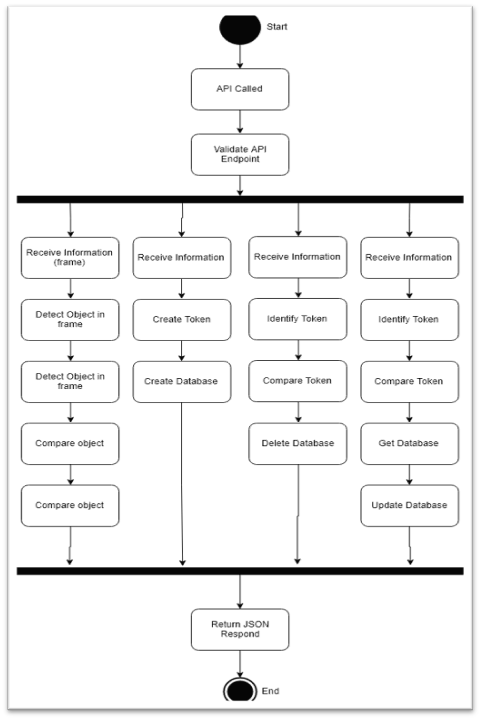 Start
API Called
Validate API
Endpoint
Receive Information
(frame)
Detect Object in
frame
Detect Object in
frame
Compare object
Compare object
Receive Information
Create Token
Create Database
Receive Information
Identify Token
Compare Token
Delete Database
Receive Information
Identify Token
Compare Token
Get Database
Update Database
Return JSON
Respond
End